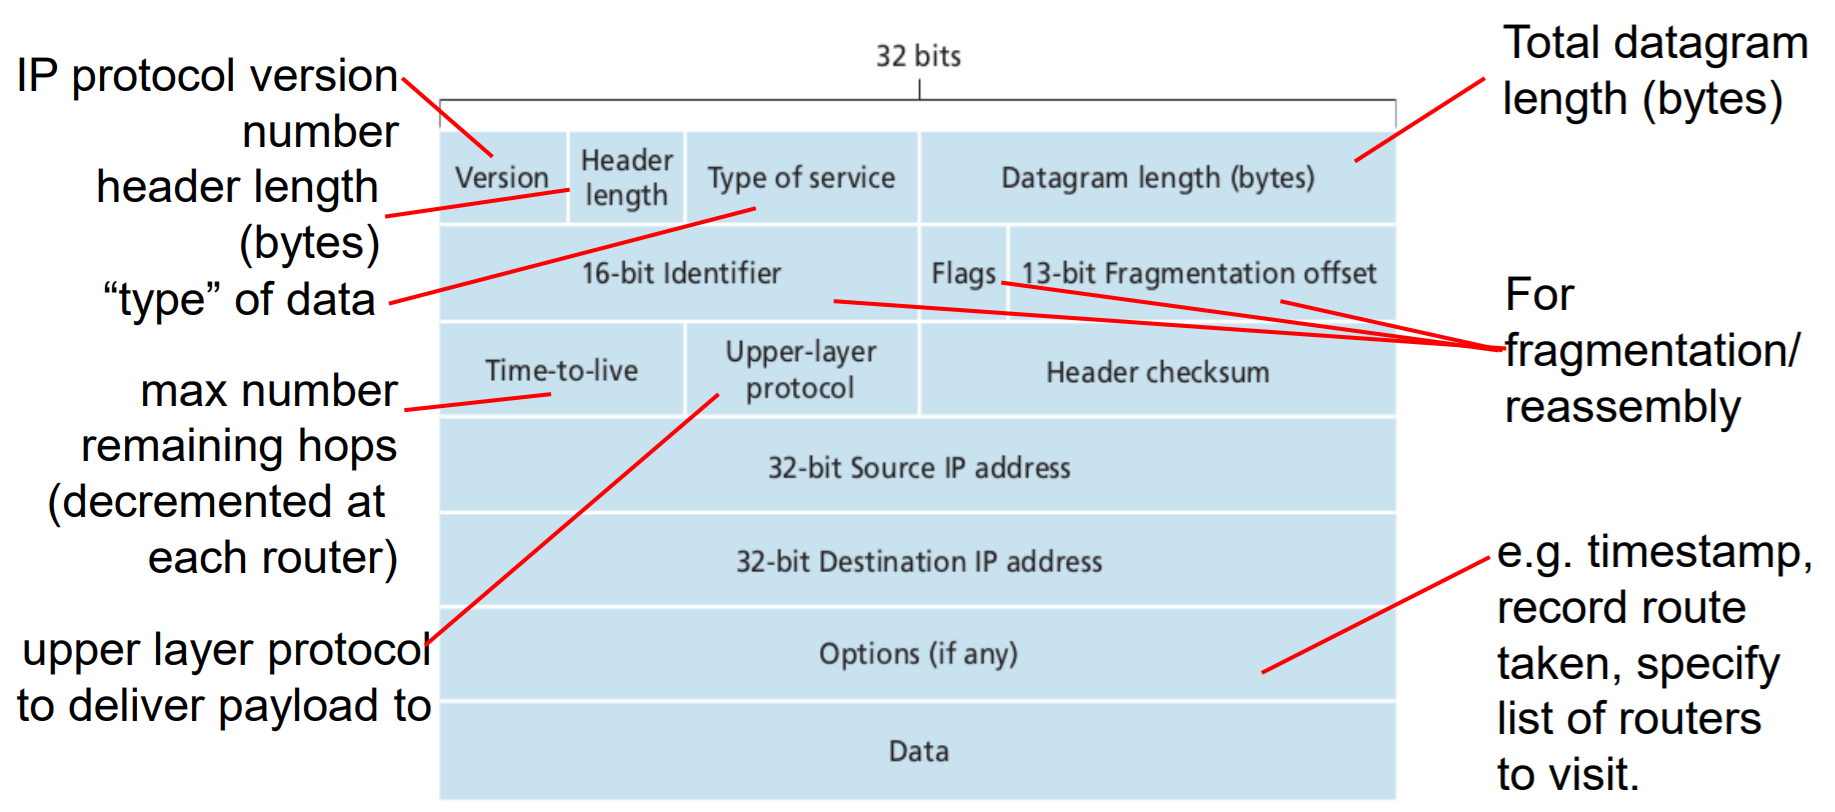 32 bits
IP protocol version
number
header length
(bytes)
“type” of data
max number
remaining hops
(decremented at
each router)
upper layer protocol
to deliver payload to
Version
Header
length
Type of service
Datagram length (bytes)
16-bit Identifier
Flags
13-bit Fragmentation offset
Time-to-live
Upper-layer
protocol
Header checksum
32-bit Source IP address
32-bit Destination IP address
Options (if any)
Data
Total datagram
length (bytes)
For
fragmentation/
reassembly
e.g. timestamp,
record route
taken, specify
list of routers
to visit.